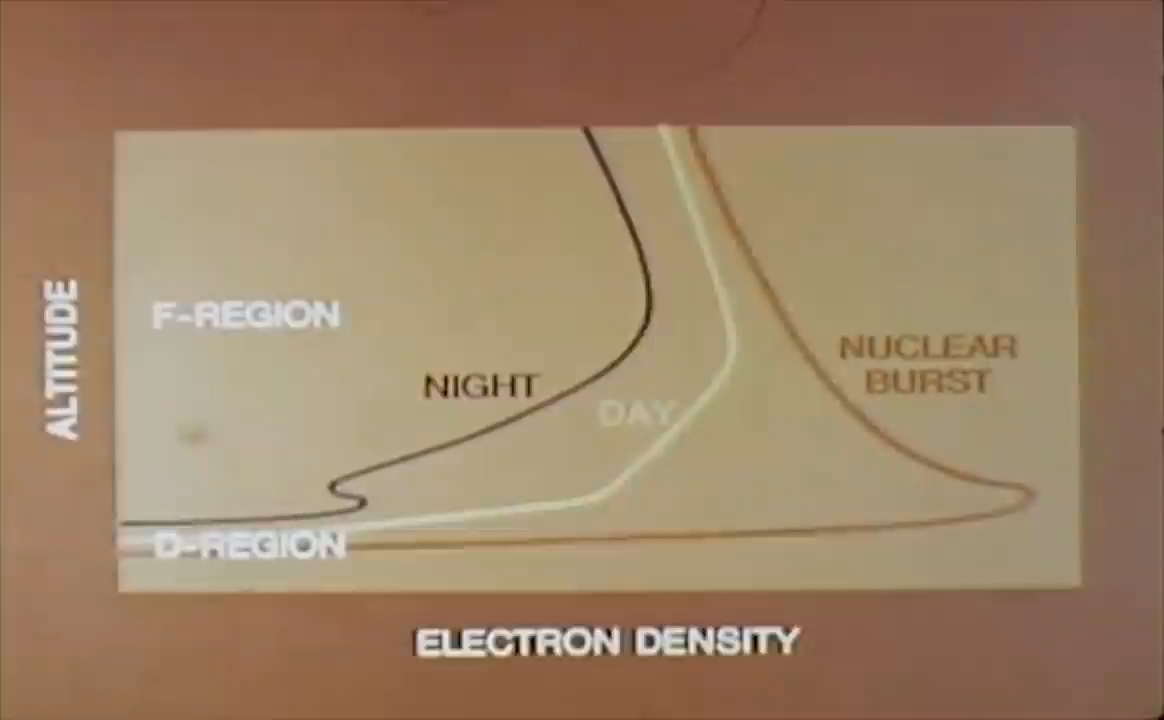 F-REGION
ALTITUDE
NUCLEAR
BURST
NIGHT
DAY
D-REGION
ELECTRON DENSITY